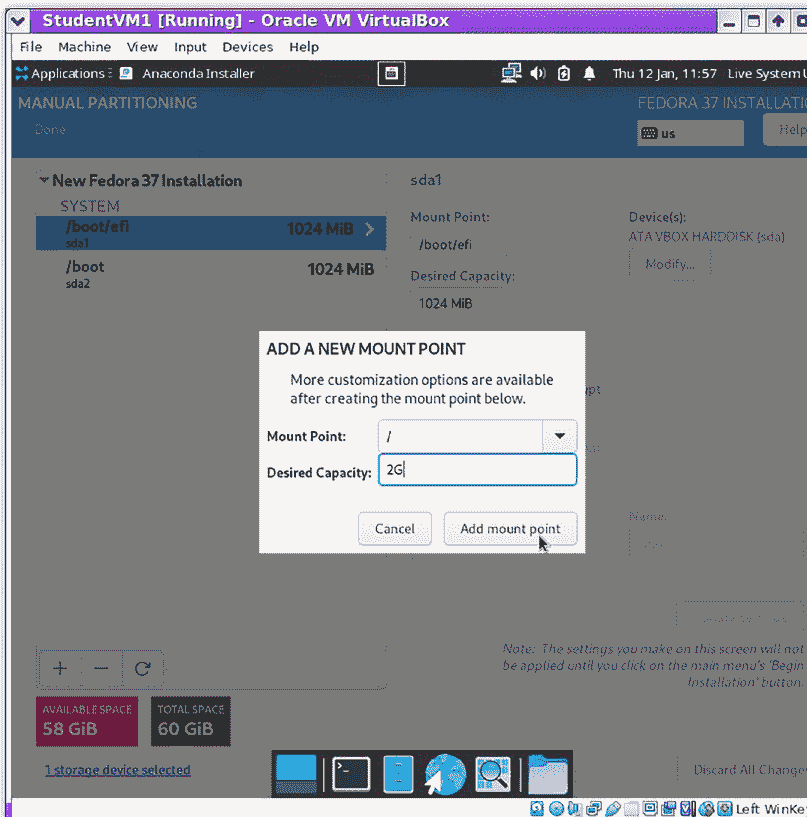 StudentVM1 [Running] - Oracle VM VirtualBox
File Machine View Input Devices Help
Applications Anaconda Installer Thu 12 Jan, 11:57 Live System U
MANUAL PARTITIONING FEDORA 37 INSTALLATI
Done us Help
New Fedora 37 Installation sda1
SYSTEM
/boot/efi 1024 MiB
sda1
/boot 1024 MiB
sda2
Mount Point: Device(s):
/boot/efi ATA VBOX HARDDISK (sda)
Modify...
Desired Capacity:
1024 MiB
ADD A NEW MOUNT POINT
More customization options are available
after creating the mount point below.
Mount Point: /
Desired Capacity: 2G
Cancel Add mount point
ypt
Name:
Note: The settings you make on this screen will not
be applied until you click on the main menu's 'Begin
Installation' button.
AVAILABLE SPACE TOTAL SPACE
58 GiB 60 GiB
1 storage device selected Discard All Change
Left WinKe